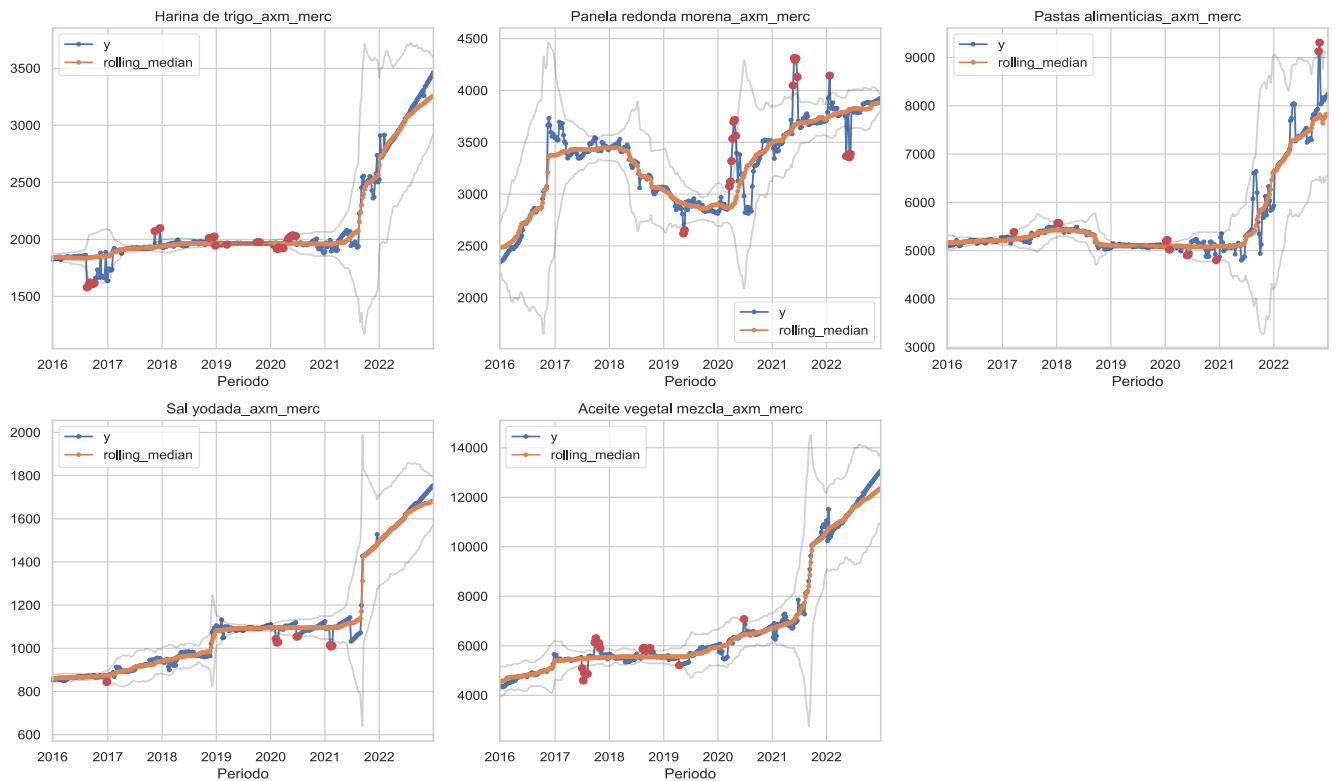 Harina de trigo_axm_merc
y
rolling_median
3500
3000
2500
2000
1500
2016 2017 2018 2019 2020 2021 2022
Periodo
Panela redonda morena_axm_merc
4500
4000
3500
3000
2500
2000
y
rolling_median
2016 2017 2018 2019 2020 2021 2022
Periodo
Pastas alimenticias_axm_merc
y
rolling_median
9000
8000
7000
6000
5000
4000
3000
2016 2017 2018 2019 2020 2021 2022
Periodo
Sal yodada_axm_merc
2000
y
rolling_median
1800
1600
1400
1200
1000
800
600
2016 2017 2018 2019 2020 2021 2022
Periodo
Aceite vegetal mezcla_axm_merc
y
rolling_median
14000
12000
10000
8000
6000
4000
2016 2017 2018 2019 2020 2021 2022
Periodo